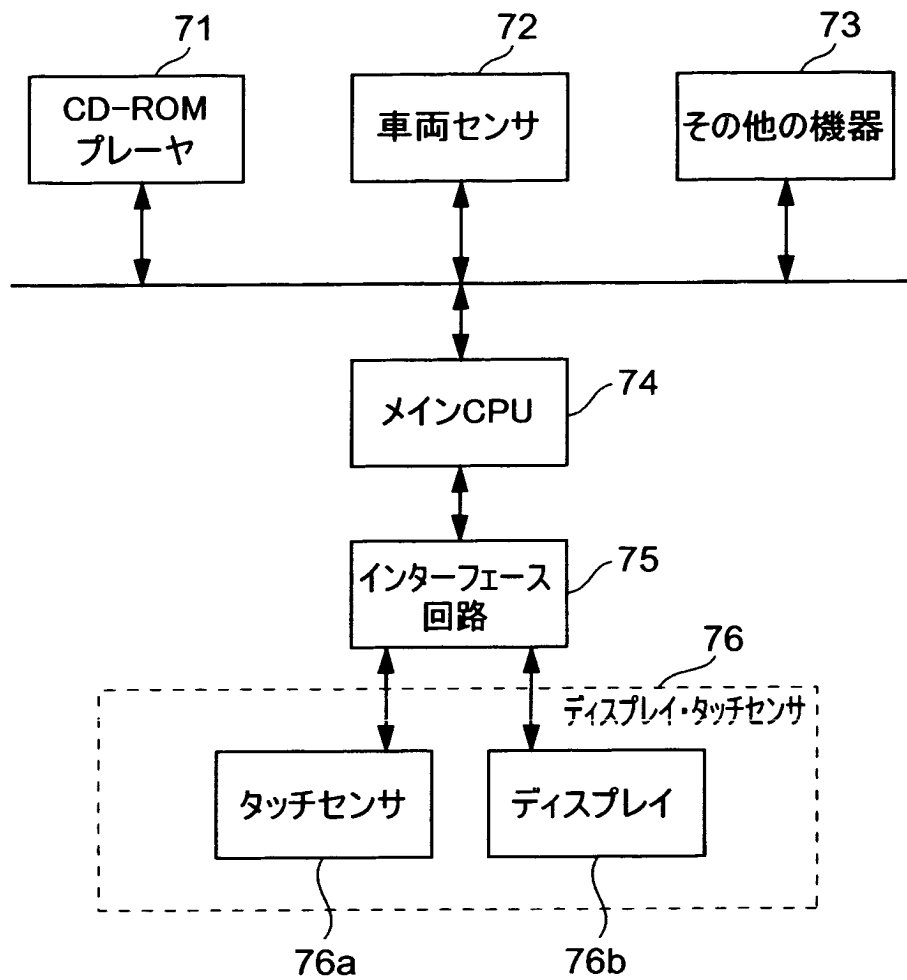 71
72
73
CD-ROM
プレーヤ
車両センサ
その他の機器
メインCPU
74
インターフェース
回路
75
76
ディスプレイ・タッチセンサ
タッチセンサ
ディスプレイ
76a
76b